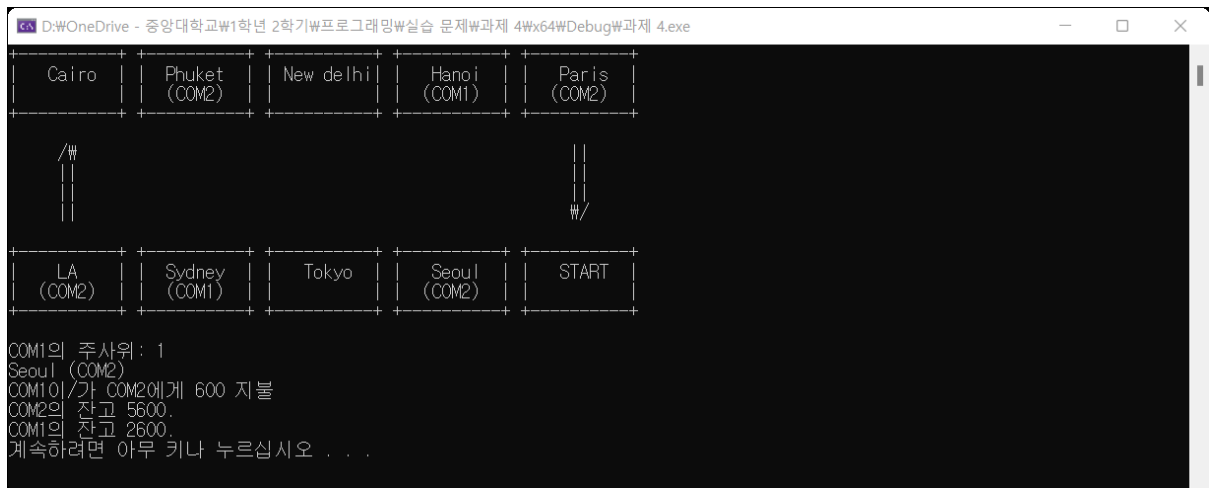 D:₩OneDrive - 중앙대학교₩1학년 2학기₩프로그래밍₩실습 문제₩과제 4₩x64₩Debug₩과제 4.exe
+----------+ +----------+ +----------+ +----------+ +----------+
|   Cairo  | |  Phuket  | | New delhi| |   Hanoi  | |   Paris  |
|          | |  (COM2)  | |          | |  (COM1)  | |  (COM2)  |
+----------+ +----------+ +----------+ +----------+ +----------+
/₩ ||
|| ||
|| ||
|| ₩/
+----------+ +----------+ +----------+ +----------+ +----------+
|    LA    | |  Sydney  | |   Tokyo  | |   Seoul  | |   START  |
|  (COM2)  | |  (COM1)  | |          | |  (COM2)  | |          |
+----------+ +----------+ +----------+ +----------+ +----------+
COM1의 주사위: 1
Seoul (COM2)
COM1이/가 COM2에게 600 지불
COM2의 잔고 5600.
COM1의 잔고 2600.
계속하려면 아무 키나 누르십시오 . . .